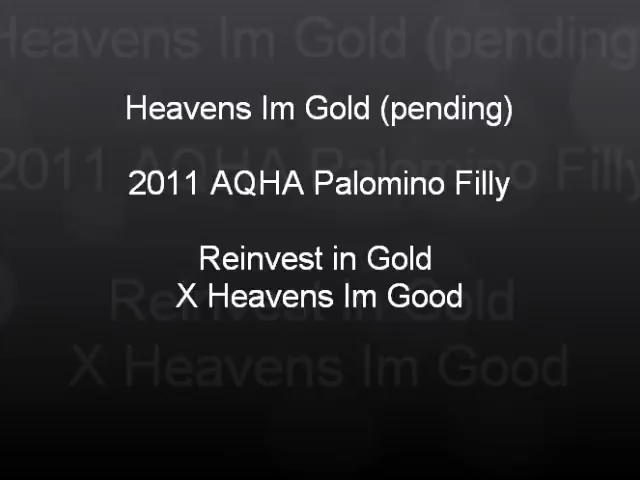 Heavens Im Gold (pending)
2011 AQHA Palomino Filly
Reinvest in Gold
X Heavens Im Good